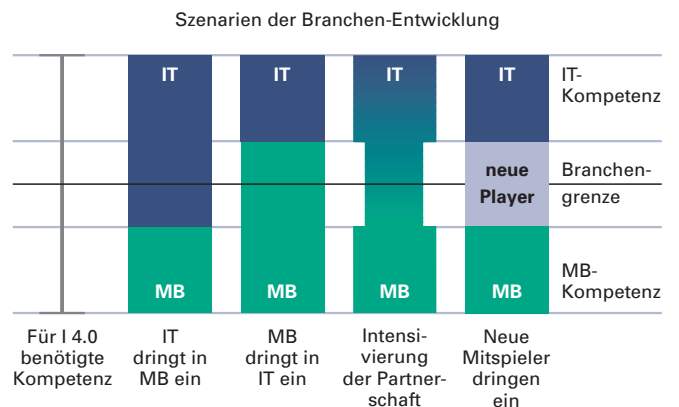 Szenarien der Branchen-Entwicklung
IT
IT
IT
IT
IT-
Kompetenz
neue
Player
Branchen-
grenze
MB
MB
MB
MB
MB-
Kompetenz
Für I 4.0
benötigte
Kompetenz
IT
dringt in
MB ein
MB
dringt in
IT ein
Intensi-
vierung
der Partner-
schaft
Neue
Mitspieler
dringen
ein